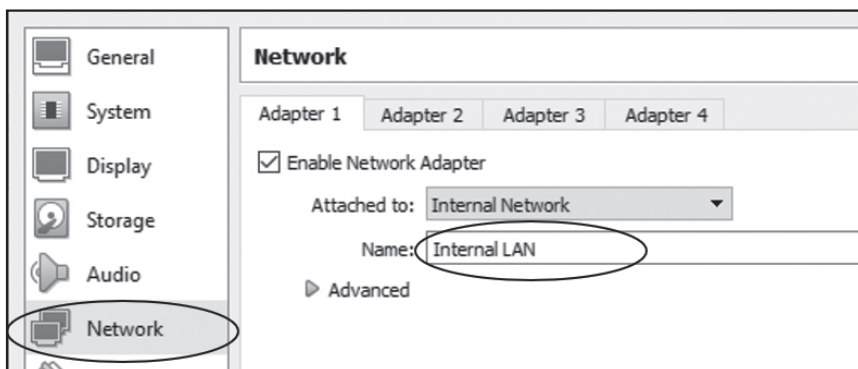 General
System
Display
Storage
Audio
Network
Network
Adapter 1 Adapter 2 Adapter 3 Adapter 4
Enable Network Adapter
Attached to: Internal Network
Name: Internal LAN
Advanced